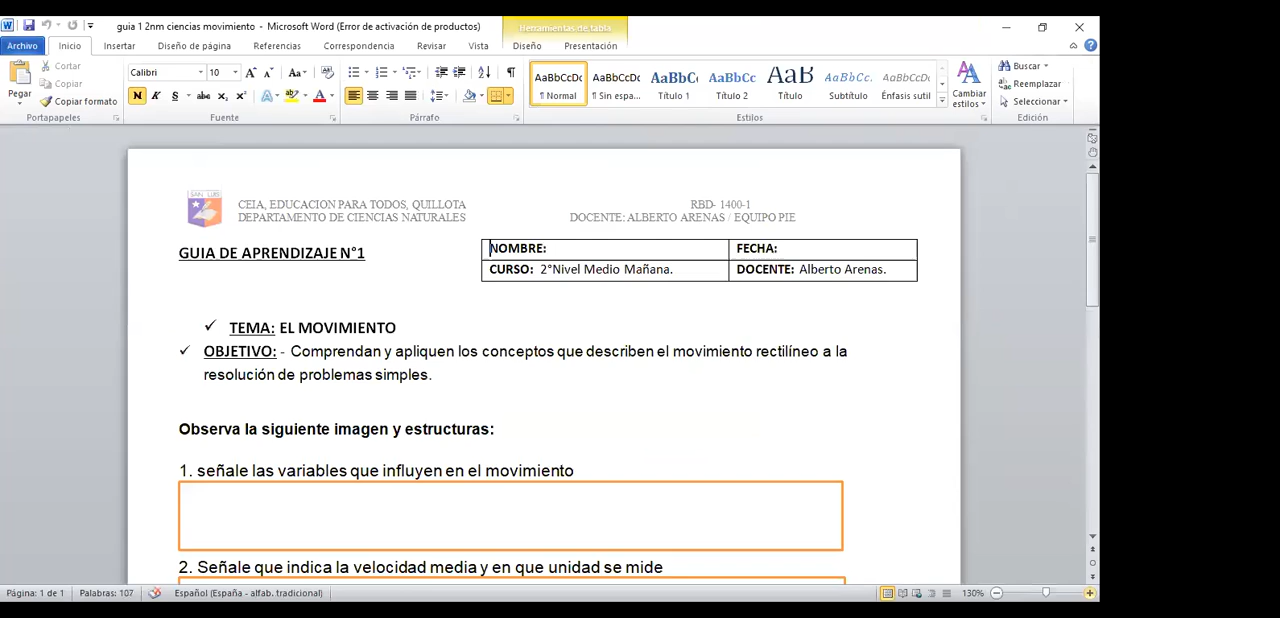 guia 1 2nm ciencias movimiento - Microsoft Word (Error de activación de productos)
Herramientas de tabla
Archivo Inicio Insertar Diseño de página Referencias Correspondencia Revisar Vista Diseño Presentación
Pegar
Cortar
Copiar
Copiar formato
Portapapeles
Calibri 10
Fuente
Párrafo
AaBbCcDc AaBbCcDc AaBbC AaBbCc AaB AaBbCc. AaBbCcDc
¶ Normal ¶ Sin espa... Título 1 Título 2 Título Subtítulo Énfasis sutil
Estilos
Cambiar estilos
Buscar
Reemplazar
Seleccionar
Edición
SAN LUIS
CEIA, EDUCACION PARA TODOS, QUILLOTA RBD- 1400-1
DEPARTAMENTO DE CIENCIAS NATURALES DOCENTE: ALBERTO ARENAS / EQUIPO PIE
GUIA DE APRENDIZAJE N°1
NOMBRE: FECHA:
CURSO: 2°Nivel Medio Mañana. DOCENTE: Alberto Arenas.
✓ TEMA: EL MOVIMIENTO
✓ OBJETIVO: - Comprendan y apliquen los conceptos que describen el movimiento rectilíneo a la
resolución de problemas simples.
Observa la siguiente imagen y estructuras:
1. señale las variables que influyen en el movimiento
2. Señale que indica la velocidad media y en que unidad se mide
Página: 1 de 1 Palabras: 107 Español (España - alfab. tradicional) 130%